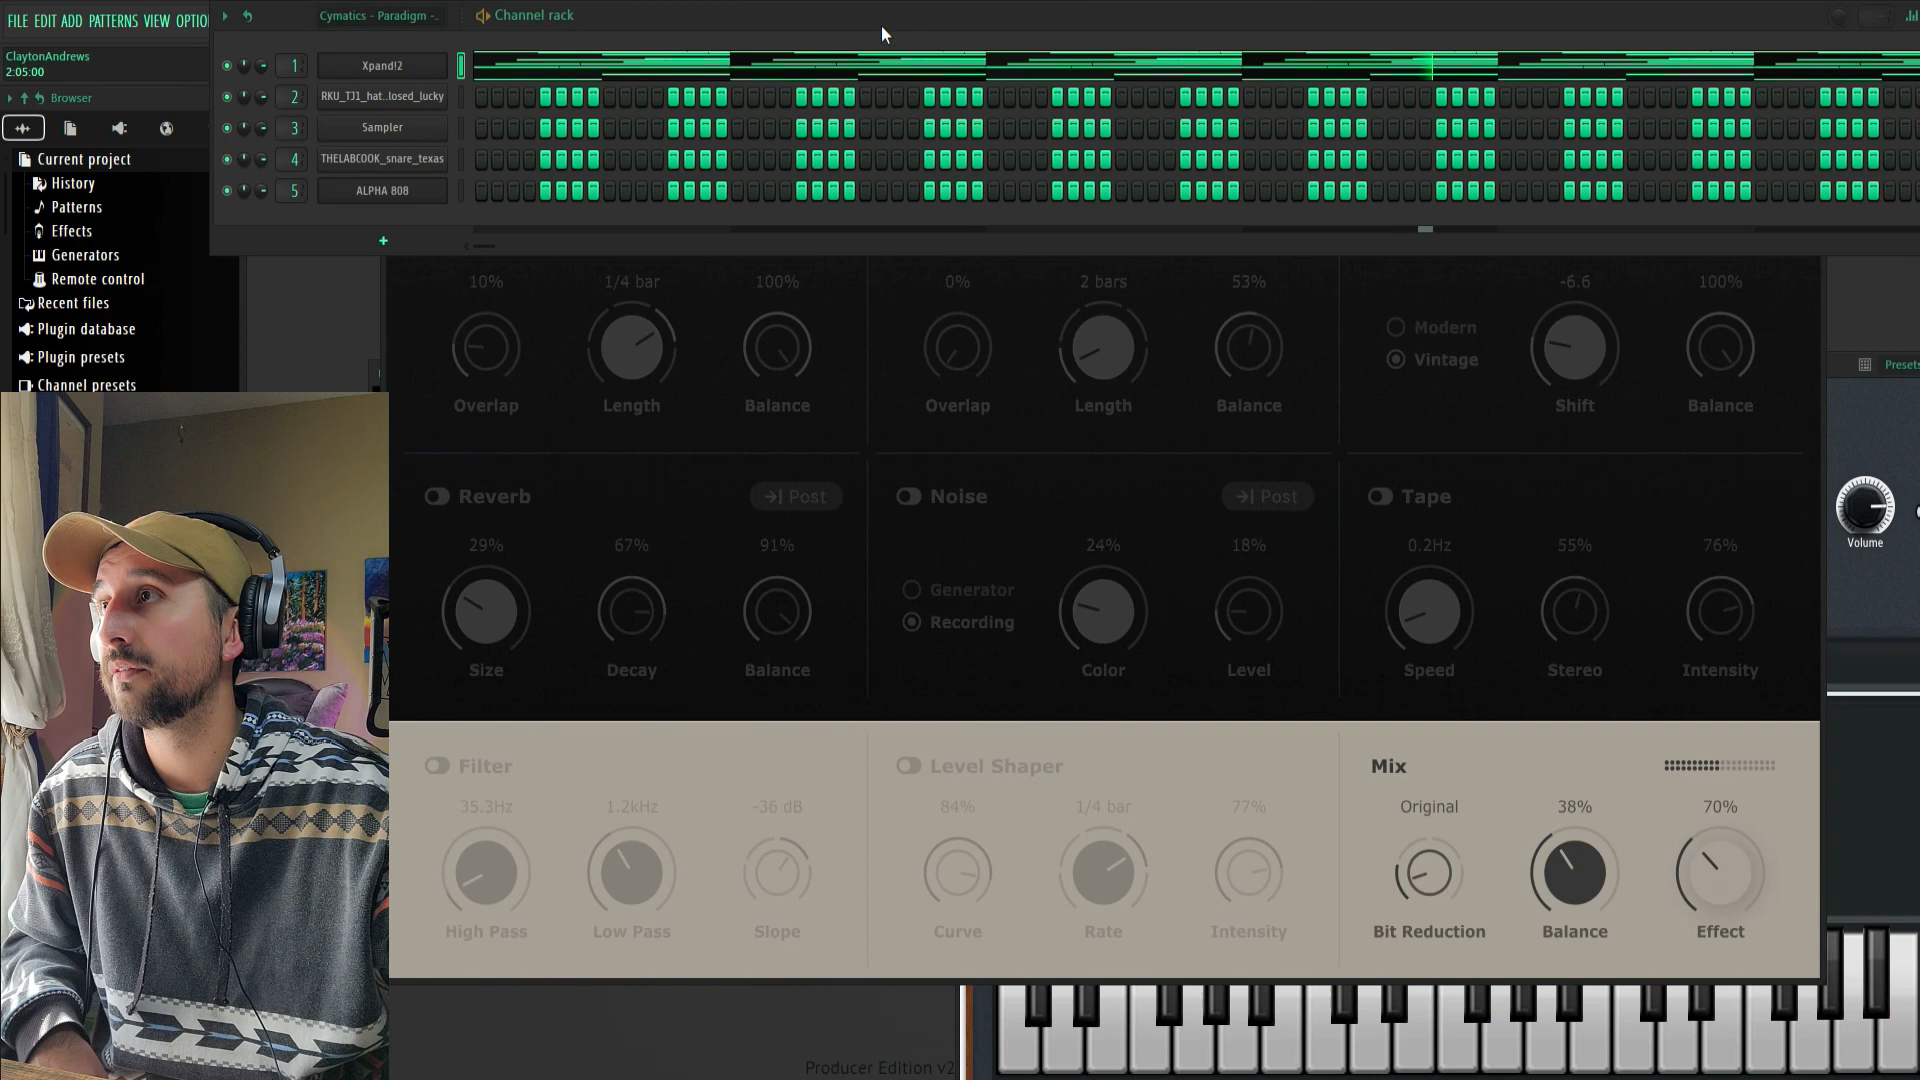 FILE EDIT ADD PATTERNS VIEW OPTIO
Cymatics - Paradigm -..
Channel rack
ClaytonAndrews
2:05:00
Browser
1 Xpand!2
2 RKU_TJ1_hat..losed_lucky
3 Sampler
4 THELABCOOK_snare_texas
5 ALPHA 808
Current project
History
Patterns
Effects
Generators
Remote control
Recent files
Plugin database
Plugin presets
Channel presets
10% 1/4 bar 100%
Overlap Length Balance
0% 2 bars 53%
Overlap Length Balance
-6.6 100%
Modern
Vintage
Shift Balance
Presets
Volume
Reverb Post
29% 67% 91%
Size Decay Balance
Noise Post
24% 18%
Generator
Recording
Color Level
Tape
0.2Hz 55% 76%
Speed Stereo Intensity
Filter
35.3Hz 1.2kHz -36 dB
High Pass Low Pass Slope
Level Shaper
84% 1/4 bar 77%
Curve Rate Intensity
Mix
Original 38% 70%
Bit Reduction Balance Effect
Producer Edition v2